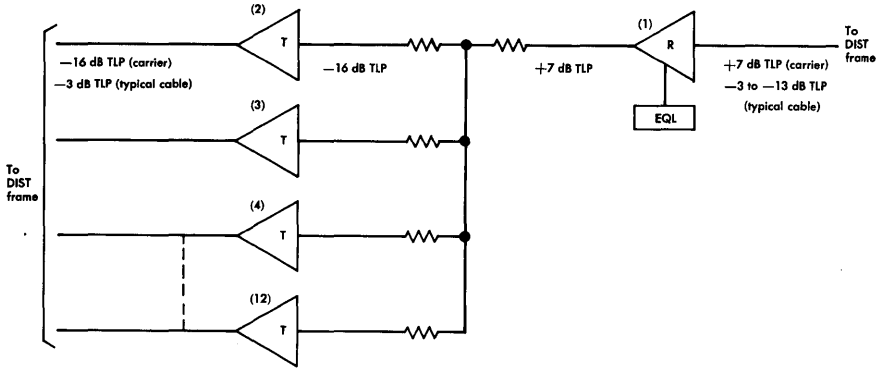 (2)
T
−16 dB TLP (carrier)
−3 dB TLP (typical cable)
−16 dB TLP
+7 dB TLP
(1)
R
EQL
To
DIST
frame
+7 dB TLP (carrier)
−3 to −13 dB TLP
(typical cable)
(3)
T
To
DIST
frame
(4)
T
(12)
T